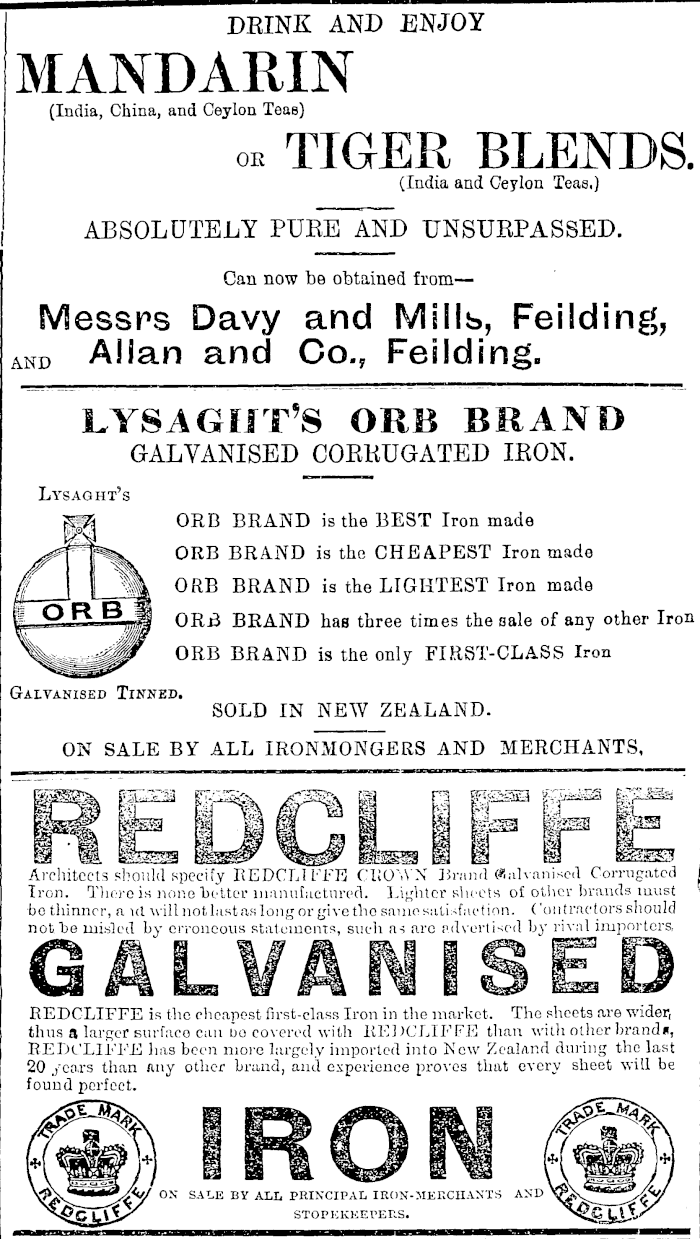 DRINK AND ENJOY
MANDARIN
(India, China, and Ceylon Teas)
OR TIGER BLENDS.
(India and Ceylon Teas.)
ABSOLUTELY PURE AND UNSURPASSED.
Can now be obtained from—
Messrs Davy and Mills, Feilding,
AND Allan and Co., Feilding.
LYSAGHT'S ORB BRAND
GALVANISED CORRUGATED IRON.
LYSAGHT'S
ORB
GALVANISED TINNED.
ORB BRAND is the BEST Iron made
ORB BRAND is the CHEAPEST Iron made
ORB BRAND is the LIGHTEST Iron made
ORB BRAND has three times the sale of any other Iron
ORB BRAND is the only FIRST-CLASS Iron
SOLD IN NEW ZEALAND.
ON SALE BY ALL IRONMONGERS AND MERCHANTS,
REDCLIFFE
Architects should specify REDCLIFFE CROWN Brand Galvanised Corrugated
Iron. There is none better manufactured. Lighter sheets of other brands must
be thinner, and will not last as long or give the same satisfaction. Contractors should
not be misled by erroneous statements, such as are advertised by rival importers.
GALVANISED
REDCLIFFE is the cheapest first-class Iron in the market. The sheets are wider,
thus a larger surface can be covered with REDCLIFFE than with other brands,
REDCLIFFE has been more largely imported into New Zealand during the last
20 years than any other brand, and experience proves that every sheet will be
found perfect.
TRADE MARK
REDCLIFFE
IRON
TRADE MARK
REDCLIFFE
ON SALE BY ALL PRINCIPAL IRON-MERCHANTS AND
STOPEKKEPERS.